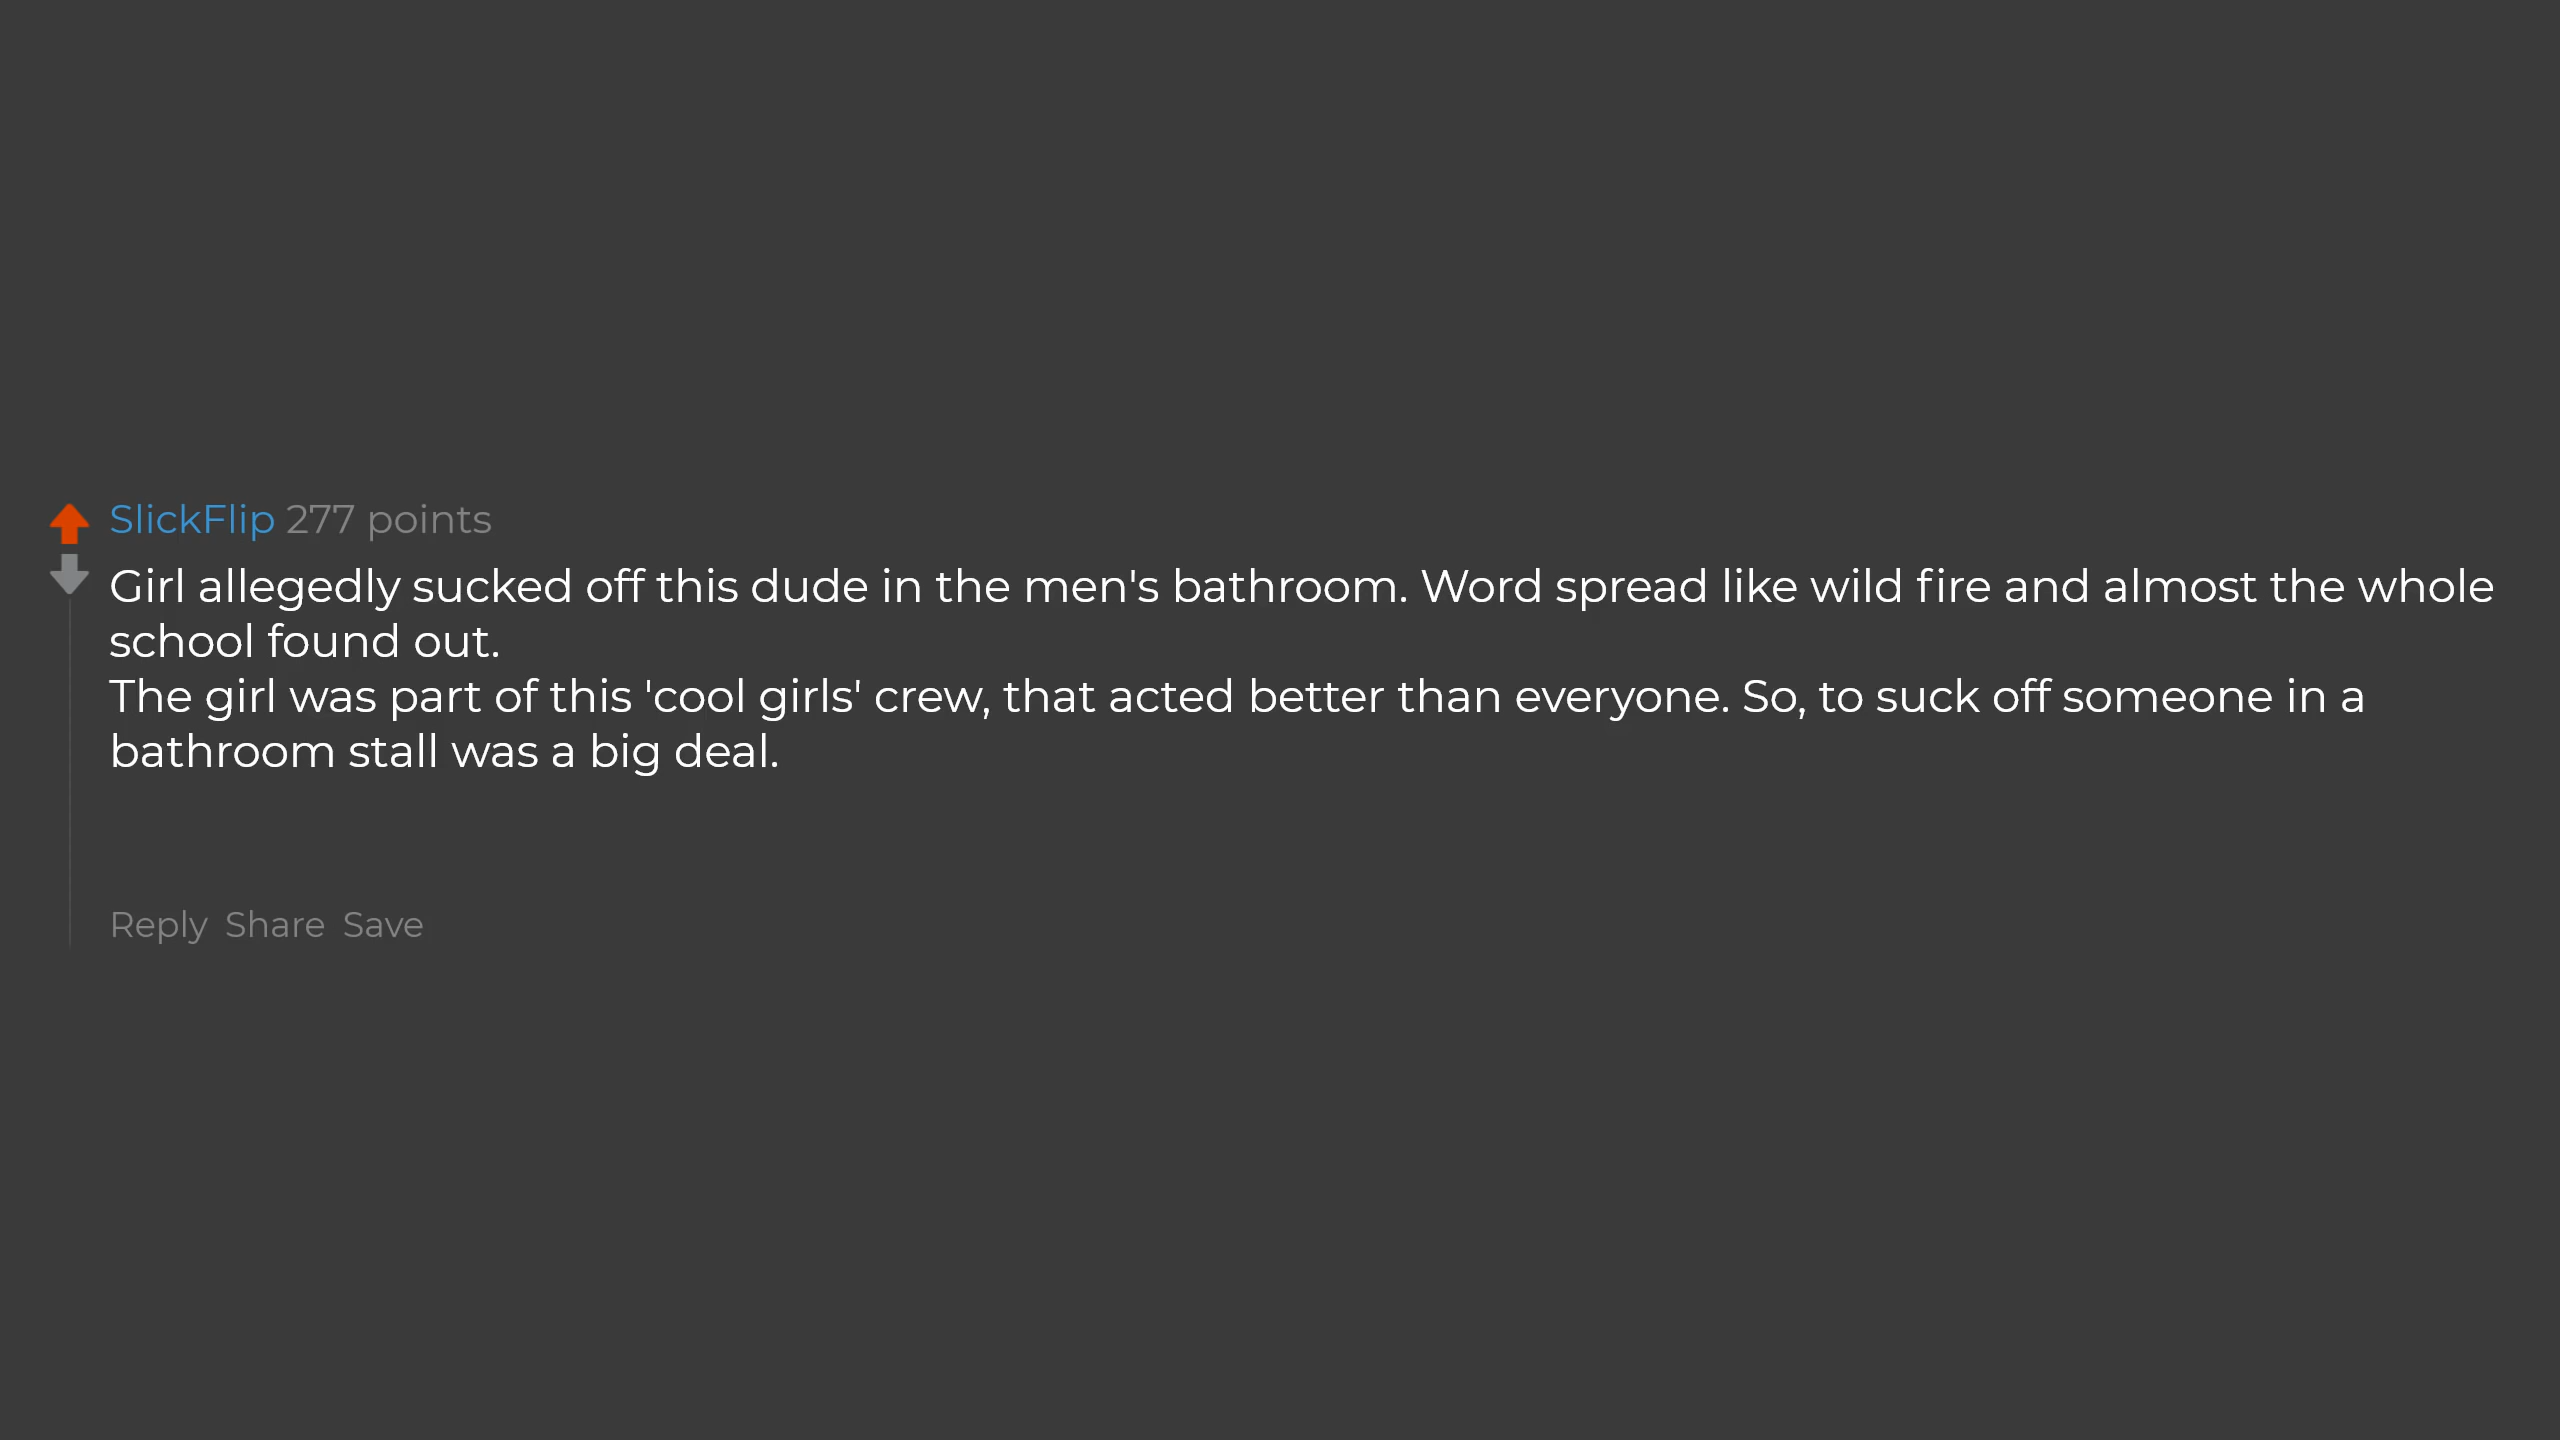 SlickFlip 277 points
Girl allegedly sucked off this dude in the men's bathroom. Word spread like wild fire and almost the whole
school found out.
The girl was part of this 'cool girls' crew, that acted better than everyone. So, to suck off someone in a
bathroom stall was a big deal.
Reply Share Save